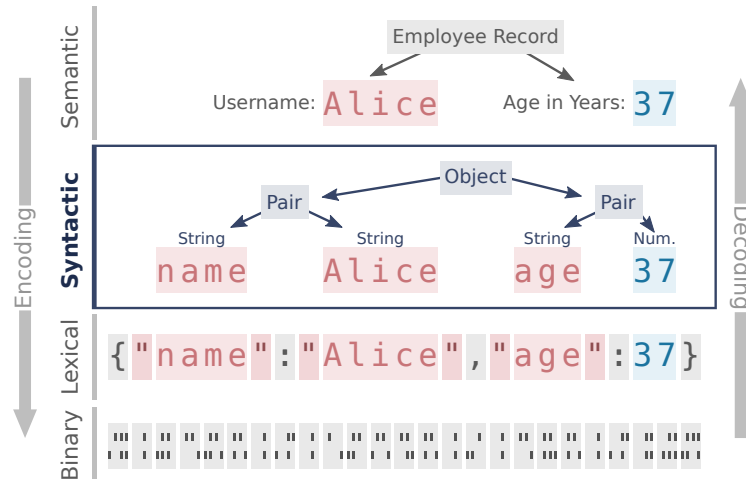 Encoding
Decoding
Semantic
Employee Record
Username: Alice
Age in Years: 37
Syntactic
Object
Pair
Pair
String
String
String
Num.
name
Alice
age
37
Lexical
{"name":"Alice","age":37}
Binary